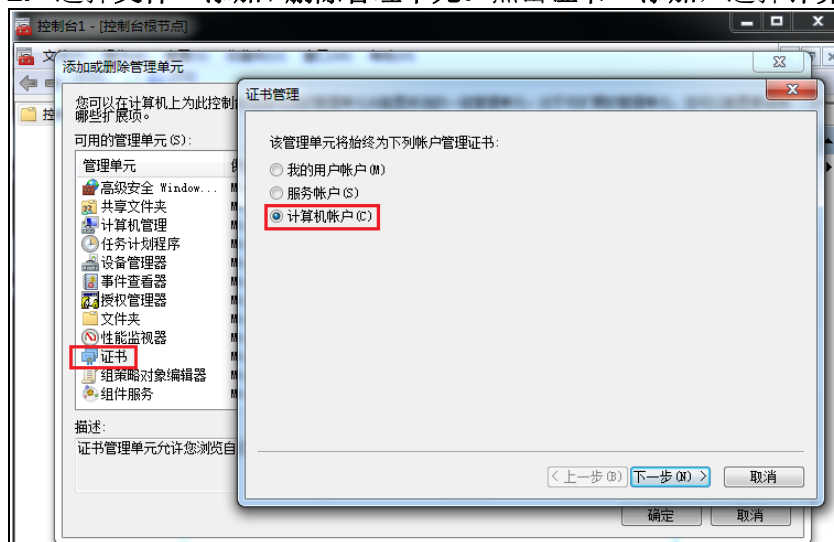 控制台1 - [控制台根节点]
添加或删除管理单元
您可以在计算机上为此控制
哪些扩展项。
可用的管理单元(S):
管理单元
高级安全 Window...
共享文件夹
计算机管理
任务计划程序
设备管理器
事件查看器
授权管理器
文件夹
性能监视器
证书
组策略对象编辑器
组件服务
描述:
证书管理单元允许您浏览自
证书管理
该管理单元将始终为下列帐户管理证书:
我的用户帐户(M)
服务帐户(S)
计算机帐户(C)
< 上一步(B)
下一步(N) >
取消
确定
取消